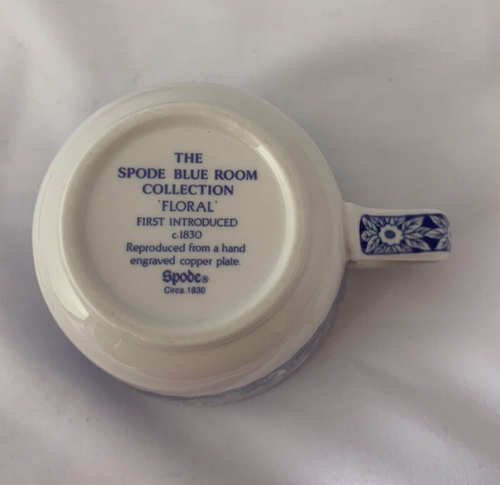 THE
SPODE BLUE ROOM
COLLECTION
'FLORAL'
FIRST INTRODUCED
c.1830
Reproduced from a hand
engraved copper plate.
Spode®
Circa 1830